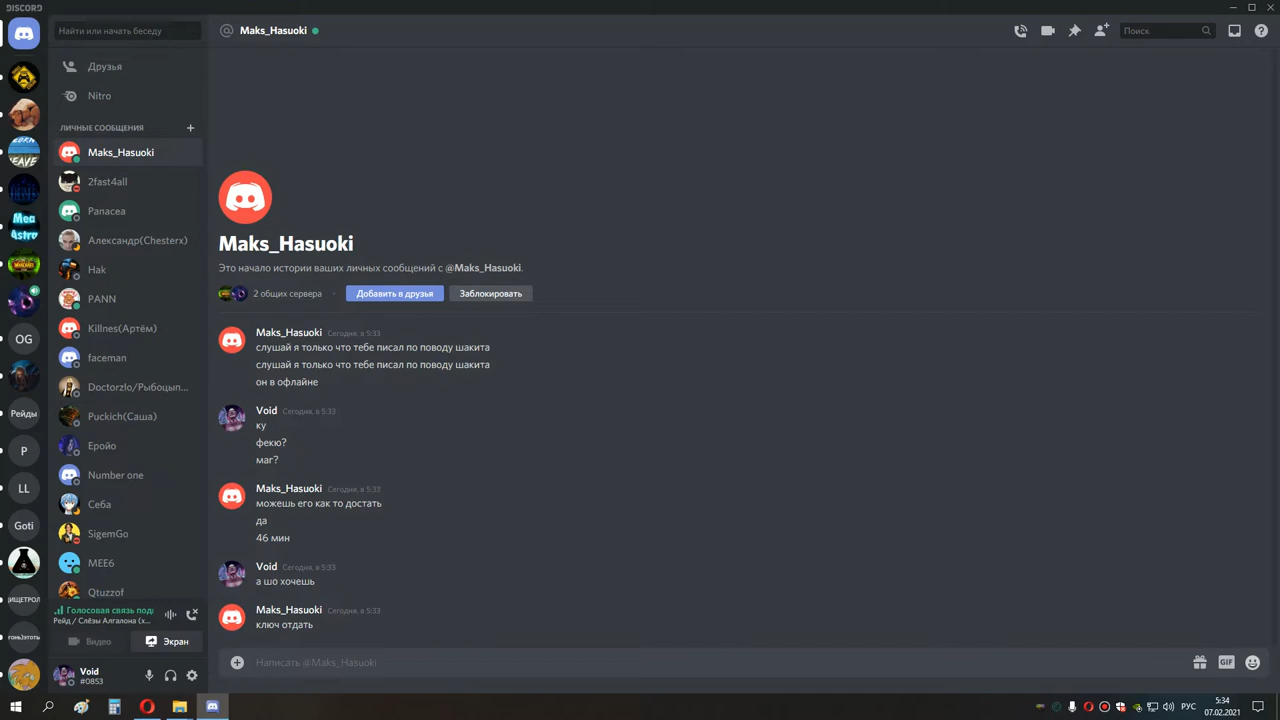 DISCORD
Найти или начать беседу
Друзья
Nitro
ЛИЧНЫЕ СООБЩЕНИЯ
Maks_Hasuoki
2fast4all
Panacea
Александр(Chesterx)
Hak
PANN
Killnes(Артём)
faceman
Doctorzlo/Рыбоцып...
Puckich(Саша)
Еройо
Number one
Себа
SigemGo
MEE6
Qtuzzof
Mea
Astro
OG
Рейды
P
LL
Goti
ИЩЕТРОЛ
Голосовая связь под
Рейд / Слёзы Алгалона (x...
Видео
Экран
Void
#0853
@ Maks_Hasuoki
Поиск
Maks_Hasuoki
Это начало истории ваших личных сообщений с @Maks_Hasuoki.
2 общих сервера
Добавить в друзья
Заблокировать
Maks_Hasuoki Сегодня, в 5:33
слушай я только что тебе писал по поводу шакита
слушай я только что тебе писал по поводу шакита
он в офлайне
Void Сегодня, в 5:33
ку
фекю?
маг?
Maks_Hasuoki Сегодня, в 5:33
можешь его как то достать
да
46 мин
Void Сегодня, в 5:33
а шо хочешь
Maks_Hasuoki Сегодня, в 5:33
ключ отдать
Написать @Maks_Hasuoki
GIF
РУС
5:34
07.02.2021